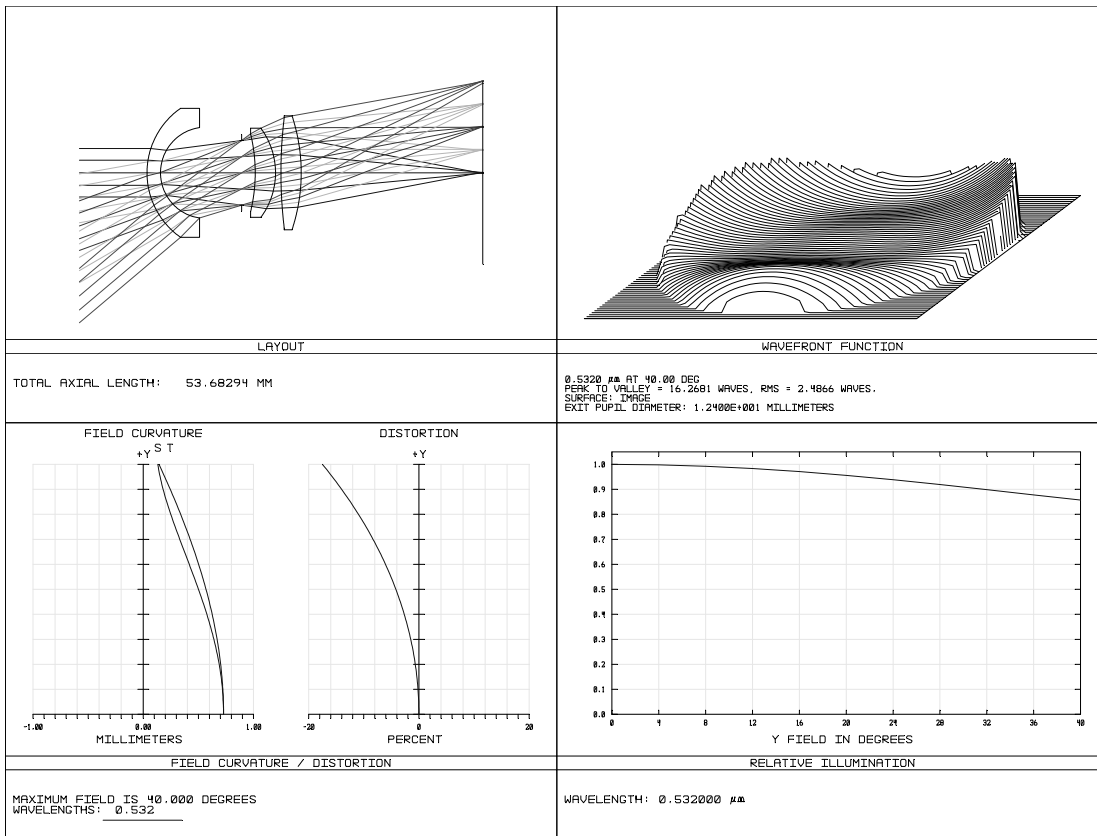 LAYOUT
TOTAL AXIAL LENGTH: 53.68294 MM
WAVEFRONT FUNCTION
0.5320 µm AT 40.00 DEG
PEAK TO VALLEY = 16.2681 WAVES, RMS = 2.4866 WAVES.
SURFACE: IMAGE
EXIT PUPIL DIAMETER: 1.2400E+001 MILLIMETERS
FIELD CURVATURE
S T
+Y
-1.00 0.00 1.00
MILLIMETERS
DISTORTION
+Y
-20 0 20
PERCENT
FIELD CURVATURE / DISTORTION
MAXIMUM FIELD IS 40.000 DEGREES
WAVELENGTHS: 0.532
1.0
0.9
0.8
0.7
0.6
0.5
0.4
0.3
0.2
0.1
0.0
0 4 8 12 16 20 24 28 32 36 40
Y FIELD IN DEGREES
RELATIVE ILLUMINATION
WAVELENGTH: 0.532000 µm